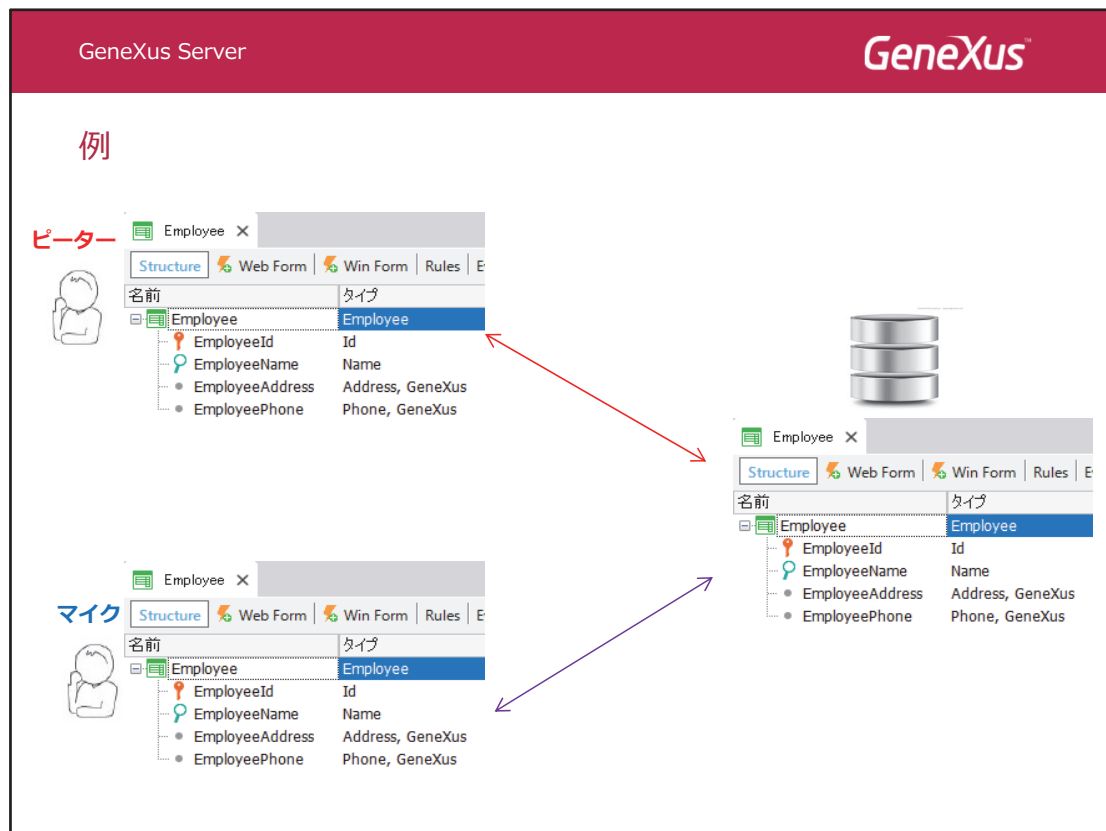 GeneXus Server
GeneXus™
例
ピーター
Employee
Structure Web Form Win Form Rules E
名前 タイプ
Employee Employee
EmployeeId Id
EmployeeName Name
EmployeeAddress Address, GeneXus
EmployeePhone Phone, GeneXus
Employee
Structure Web Form Win Form Rules E
名前 タイプ
Employee Employee
EmployeeId Id
EmployeeName Name
EmployeeAddress Address, GeneXus
EmployeePhone Phone, GeneXus
マイク
Employee
Structure Web Form Win Form Rules E
名前 タイプ
Employee Employee
EmployeeId Id
EmployeeName Name
EmployeeAddress Address, GeneXus
EmployeePhone Phone, GeneXus